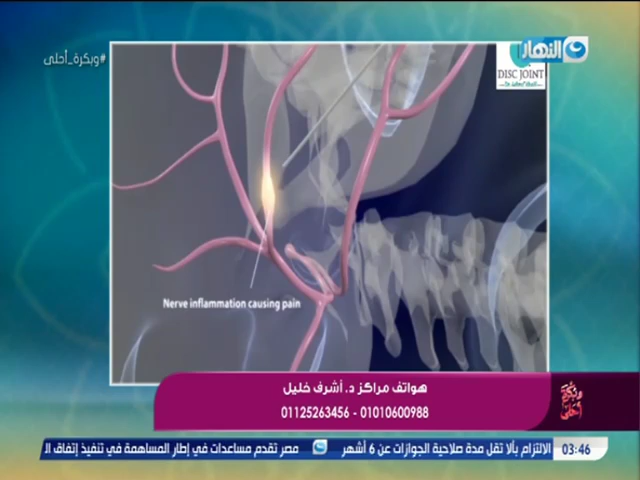 #وبكرة_أحلى
النهار
DISC JOINT
Nerve inflammation causing pain
هواتف مراكز د. أشرف خليل
01125263456 - 01010600988
وبكرة أحلى
03:46
الالتزام بألا تقل مدة صلاحية الجوازات عن 6 أشهر
مصر تقدم مساعدات في إطار المساهمة في تنفيذ إتفاق ال